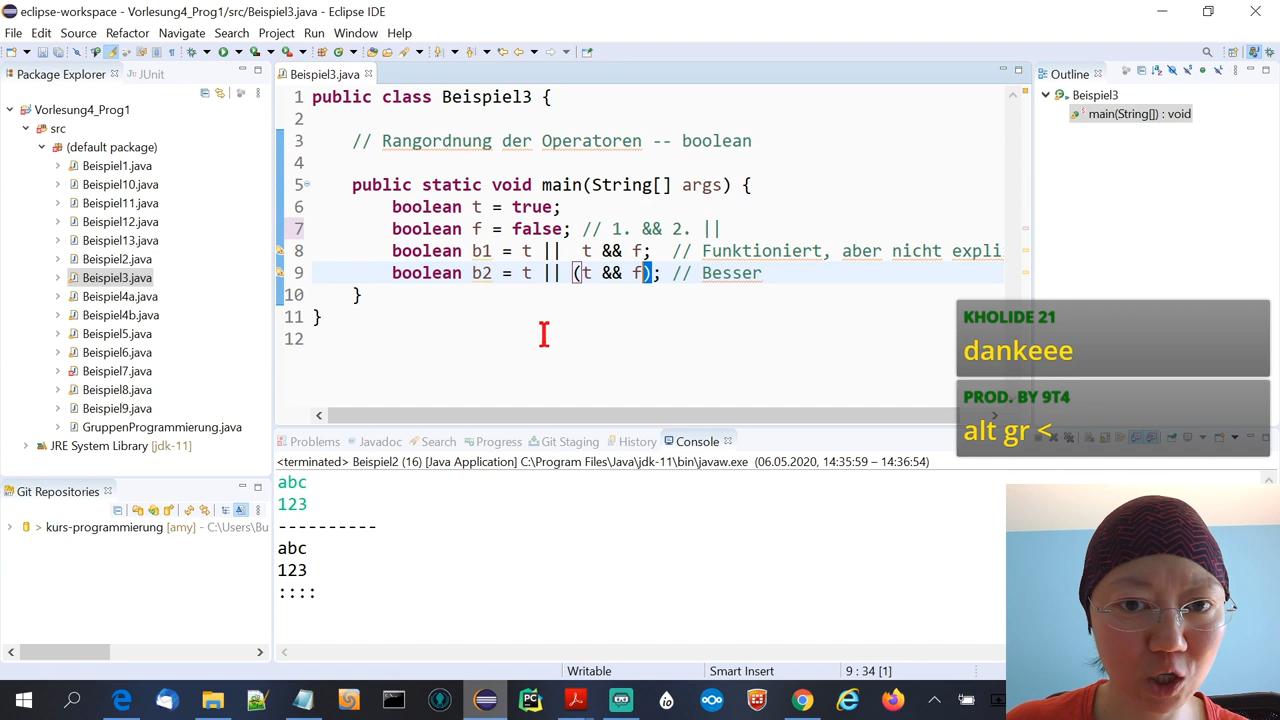 eclipse-workspace - Vorlesung4_Prog1/src/Beispiel3.java - Eclipse IDE
File Edit Source Refactor Navigate Search Project Run Window Help
Package Explorer JUnit
Vorlesung4_Prog1
src
(default package)
Beispiel1.java
Beispiel10.java
Beispiel11.java
Beispiel12.java
Beispiel13.java
Beispiel2.java
Beispiel3.java
Beispiel4a.java
Beispiel4b.java
Beispiel5.java
Beispiel6.java
Beispiel7.java
Beispiel8.java
Beispiel9.java
GruppenProgrammierung.java
JRE System Library [jdk-11]
Git Repositories
> kurs-programmierung [amy] - C:\Users\Bu
Beispiel3.java
1 public class Beispiel3 {
2
3 // Rangordnung der Operatoren -- boolean
4
5 public static void main(String[] args) {
6 boolean t = true;
7 boolean f = false; // 1. && 2. ||
8 boolean b1 = t ||  t && f;  // Funktioniert, aber nicht expli
9 boolean b2 = t || (t && f); // Besser
10 }
11 }
12
Outline
Beispiel3
main(String[]) : void
KHOLIDE 21
dankeee
PROD. BY 9T4
alt gr <
Problems Javadoc Search Progress Git Staging History Console
<terminated> Beispiel2 (16) [Java Application] C:\Program Files\Java\jdk-11\bin\javaw.exe (06.05.2020, 14:35:59 – 14:36:54)
abc
123
----------
abc
123
::::
Writable Smart Insert 9 : 34 [1]